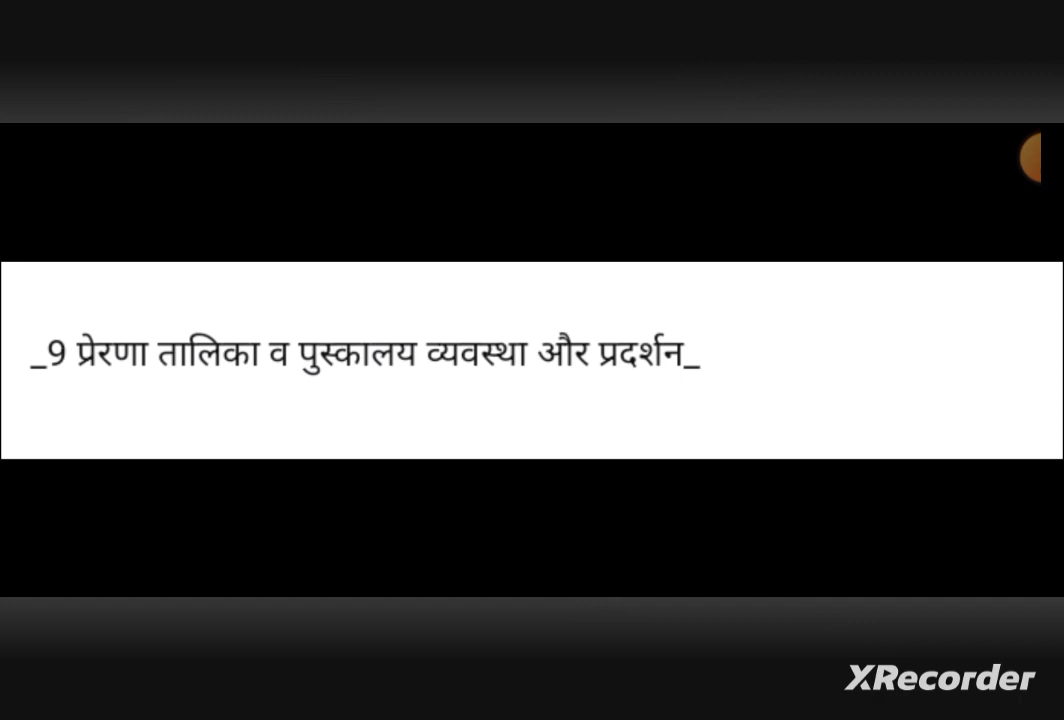 _9 प्रेरणा तालिका व पुस्कालय व्यवस्था और प्रदर्शन_
XRecorder